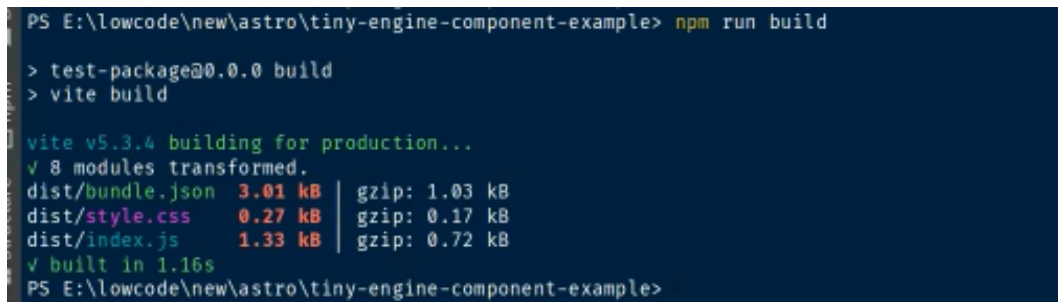 PS E:\lowcode\new\astro\tiny-engine-component-example> npm run build
> test-package@0.0.0 build
> vite build
vite v5.3.4 building for production...
√ 8 modules transformed.
dist/bundle.json 3.01 kB │ gzip: 1.03 kB
dist/style.css 0.27 kB │ gzip: 0.17 kB
dist/index.js 1.33 kB │ gzip: 0.72 kB
√ built in 1.16s
PS E:\lowcode\new\astro\tiny-engine-component-example>